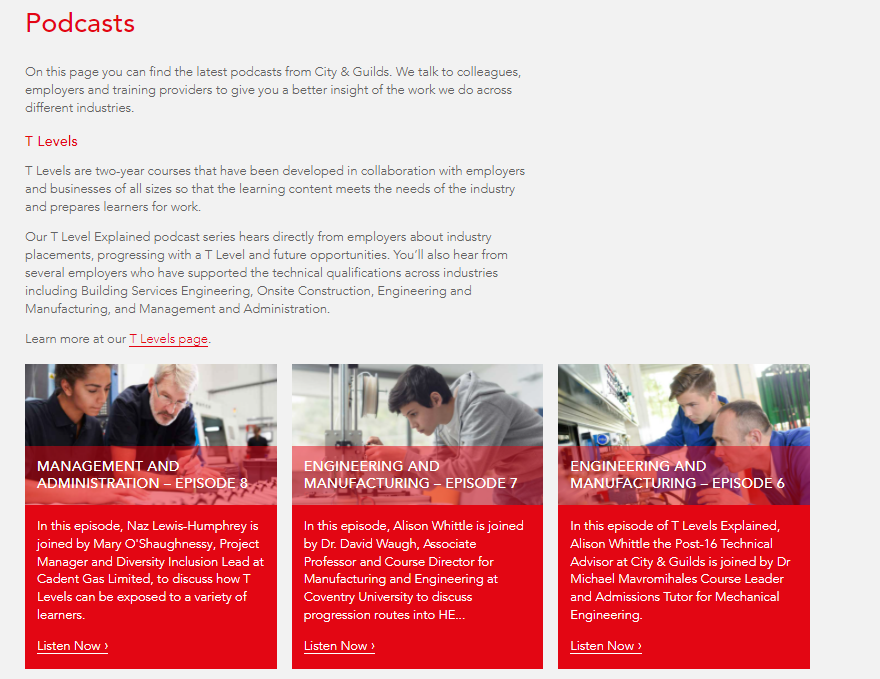 Podcasts
On this page you can find the latest podcasts from City & Guilds. We talk to colleagues,
employers and training providers to give you a better insight of the work we do across
different industries.
T Levels
T Levels are two-year courses that have been developed in collaboration with employers
and businesses of all sizes so that the learning content meets the needs of the industry
and prepares learners for work.
Our T Level Explained podcast series hears directly from employers about industry
placements, progressing with a T Level and future opportunities. You’ll also hear from
several employers who have supported the technical qualifications across industries
including Building Services Engineering, Onsite Construction, Engineering and
Manufacturing, and Management and Administration.
Learn more at our T Levels page.
MANAGEMENT AND
ADMINISTRATION – EPISODE 8
In this episode, Naz Lewis-Humphrey is
joined by Mary O'Shaughnessy, Project
Manager and Diversity Inclusion Lead at
Cadent Gas Limited, to discuss how T
Levels can be exposed to a variety of
learners.
Listen Now ›
ENGINEERING AND
MANUFACTURING – EPISODE 7
In this episode, Alison Whittle is joined
by Dr. David Waugh, Associate
Professor and Course Director for
Manufacturing and Engineering at
Coventry University to discuss
progression routes into HE...
Listen Now ›
ENGINEERING AND
MANUFACTURING – EPISODE 6
In this episode of T Levels Explained,
Alison Whittle the Post-16 Technical
Advisor at City & Guilds is joined by Dr
Michael Mavromihales Course Leader
and Admissions Tutor for Mechanical
Engineering.
Listen Now ›